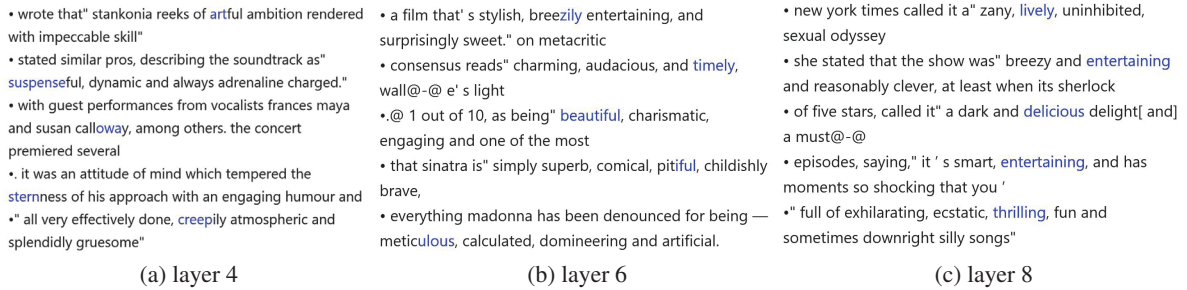 • wrote that" stankonia reeks of artful ambition rendered
with impeccable skill"
• stated similar pros, describing the soundtrack as"
suspenseful, dynamic and always adrenaline charged."
• with guest performances from vocalists frances maya
and susan calloway, among others. the concert
premiered several
•. it was an attitude of mind which tempered the
sternness of his approach with an engaging humour and
•" all very effectively done, creepily atmospheric and
splendidly gruesome"
(a) layer 4
• a film that' s stylish, breezily entertaining, and
surprisingly sweet." on metacritic
• consensus reads" charming, audacious, and timely,
wall@-@ e' s light
•.@ 1 out of 10, as being" beautiful, charismatic,
engaging and one of the most
• that sinatra is" simply superb, comical, pitiful, childishly
brave,
• everything madonna has been denounced for being —
meticulous, calculated, domineering and artificial.
(b) layer 6
• new york times called it a" zany, lively, uninhibited,
sexual odyssey
• she stated that the show was" breezy and entertaining
and reasonably clever, at least when its sherlock
• of five stars, called it" a dark and delicious delight[ and]
a must@-@
• episodes, saying," it ' s smart, entertaining, and has
moments so shocking that you '
•" full of exhilarating, ecstatic, thrilling, fun and
sometimes downright silly songs"
(c) layer 8